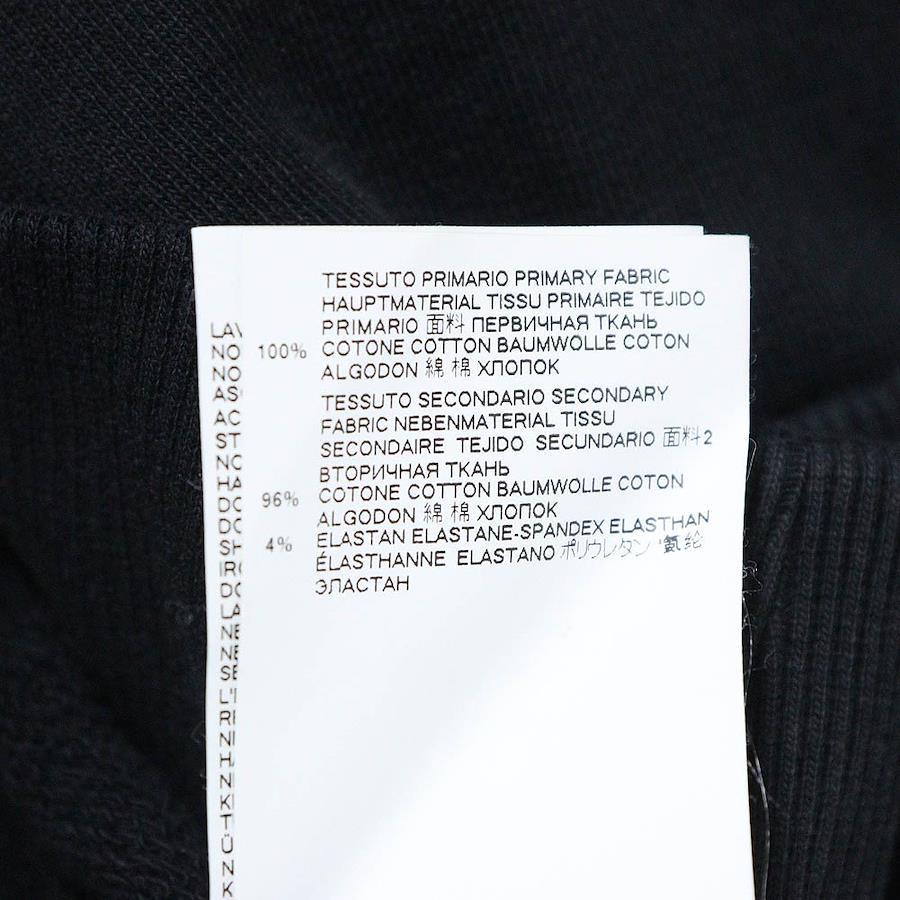 TESSUTO PRIMARIO PRIMARY FABRIC
HAUPTMATERIAL TISSU PRIMAIRE TEJIDO
PRIMARIO 面料 ПЕРВИЧНАЯ ТКАНЬ
100% COTONE COTTON BAUMWOLLE COTON
ALGODON 綿 棉 ХЛОПОК
TESSUTO SECONDARIO SECONDARY
FABRIC NEBENMATERIAL TISSU
SECONDAIRE TEJIDO SECUNDARIO 面料2
ВТОРИЧНАЯ ТКАНЬ
96% COTONE COTTON BAUMWOLLE COTON
ALGODON 綿 棉 ХЛОПОК
4% ELASTAN ELASTANE-SPANDEX ELASTHAN
ÉLASTHANNE ELASTANO ポリウレタン 氨纶
ЭЛАСТАН